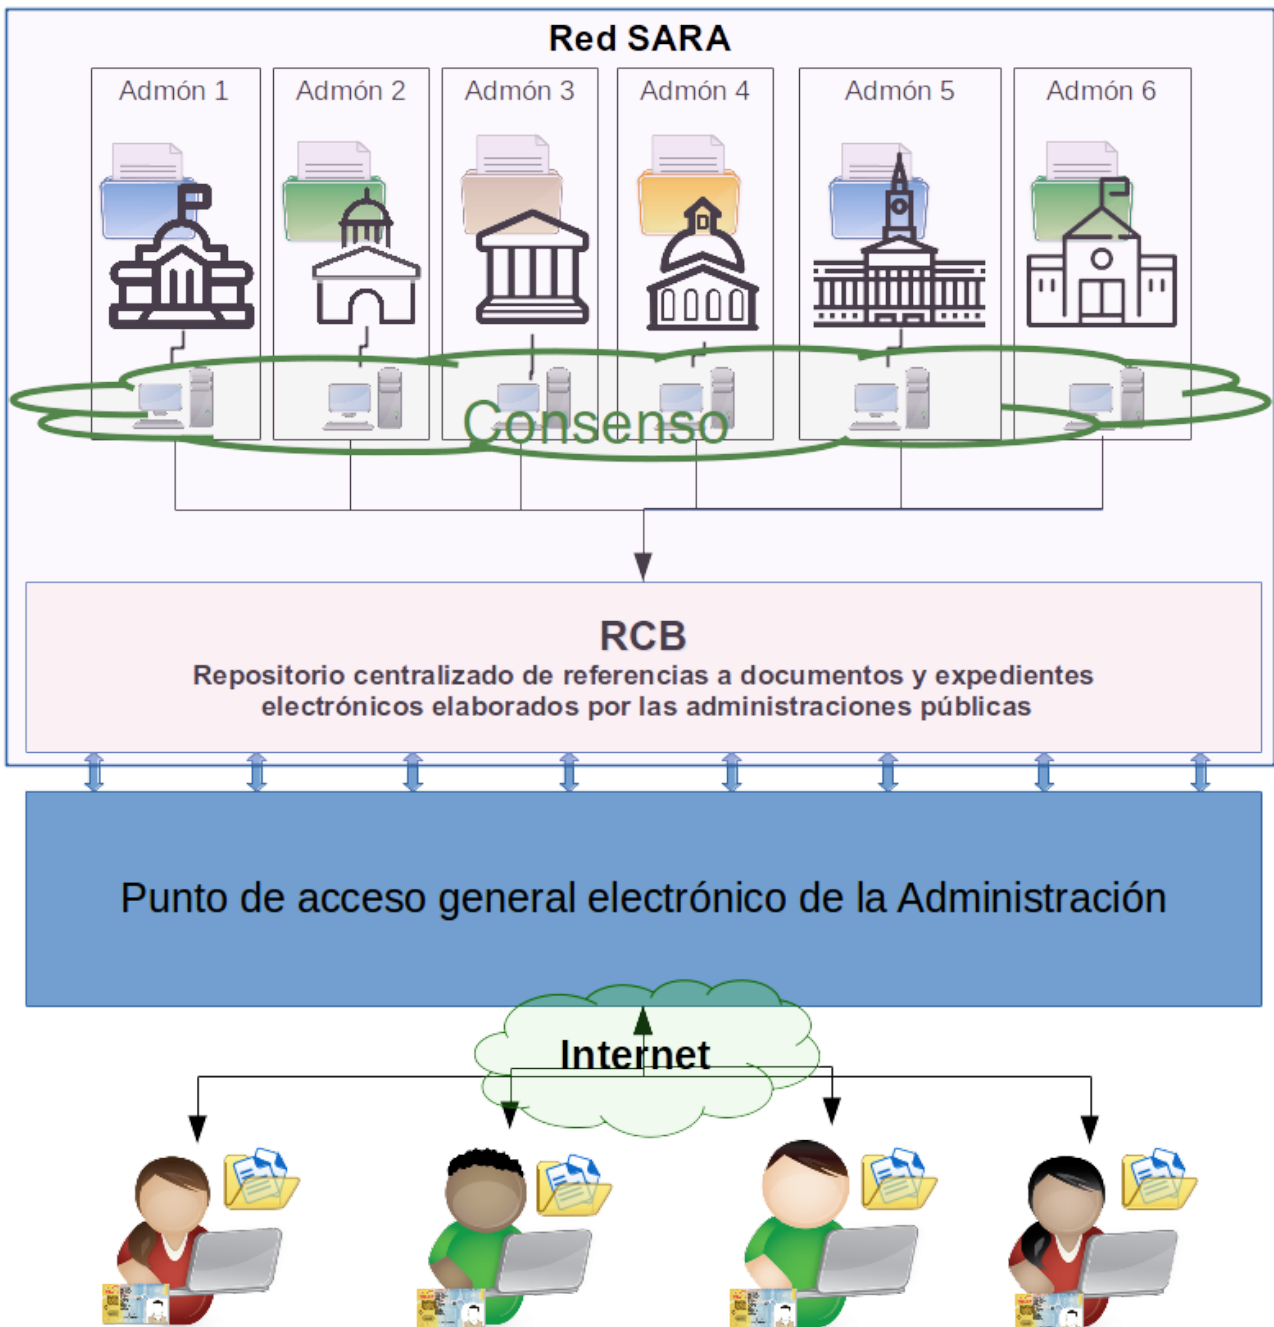 Red SARA
Admón 1
Admón 2
Admón 3
Admón 4
Admón 5
Admón 6
Consenso
RCB
Repositorio centralizado de referencias a documentos y expedientes
electrónicos elaborados por las administraciones públicas
Punto de acceso general electrónico de la Administración
Internet